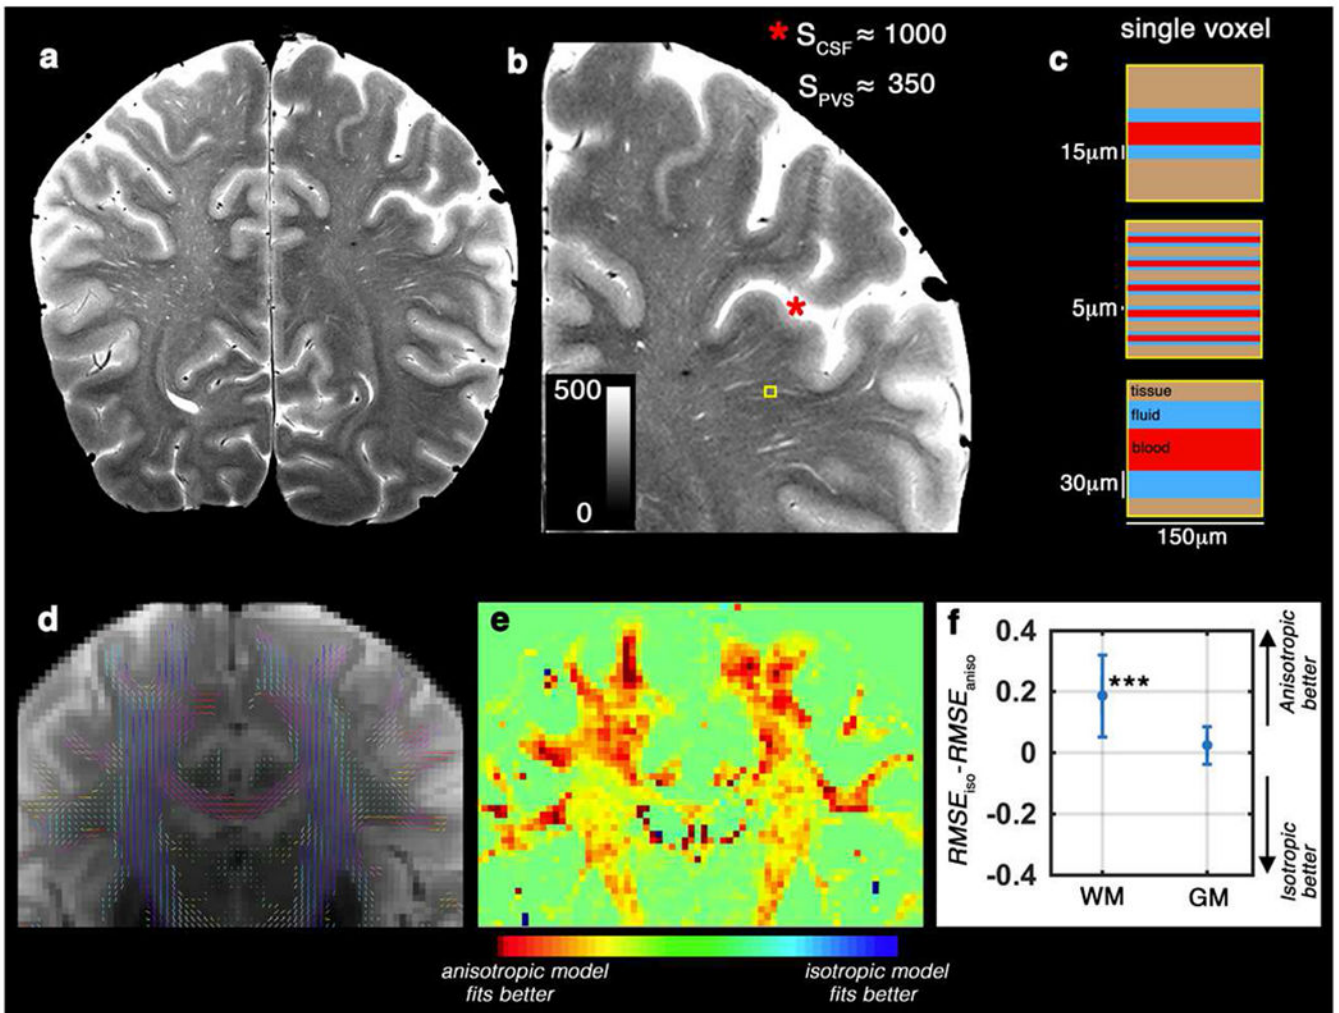 a
b
* S_CSF ≈ 1000
S_PVS ≈ 350
*
500
0
single voxel
c
15μm
5μm
tissue
fluid
blood
30μm
150μm
d
e
anisotropic model
fits better
isotropic model
fits better
f
RMSE_iso-RMSE_aniso
0.4
0.2
0
-0.2
-0.4
***
WM
GM
Anisotropic
better
Isotropic
better